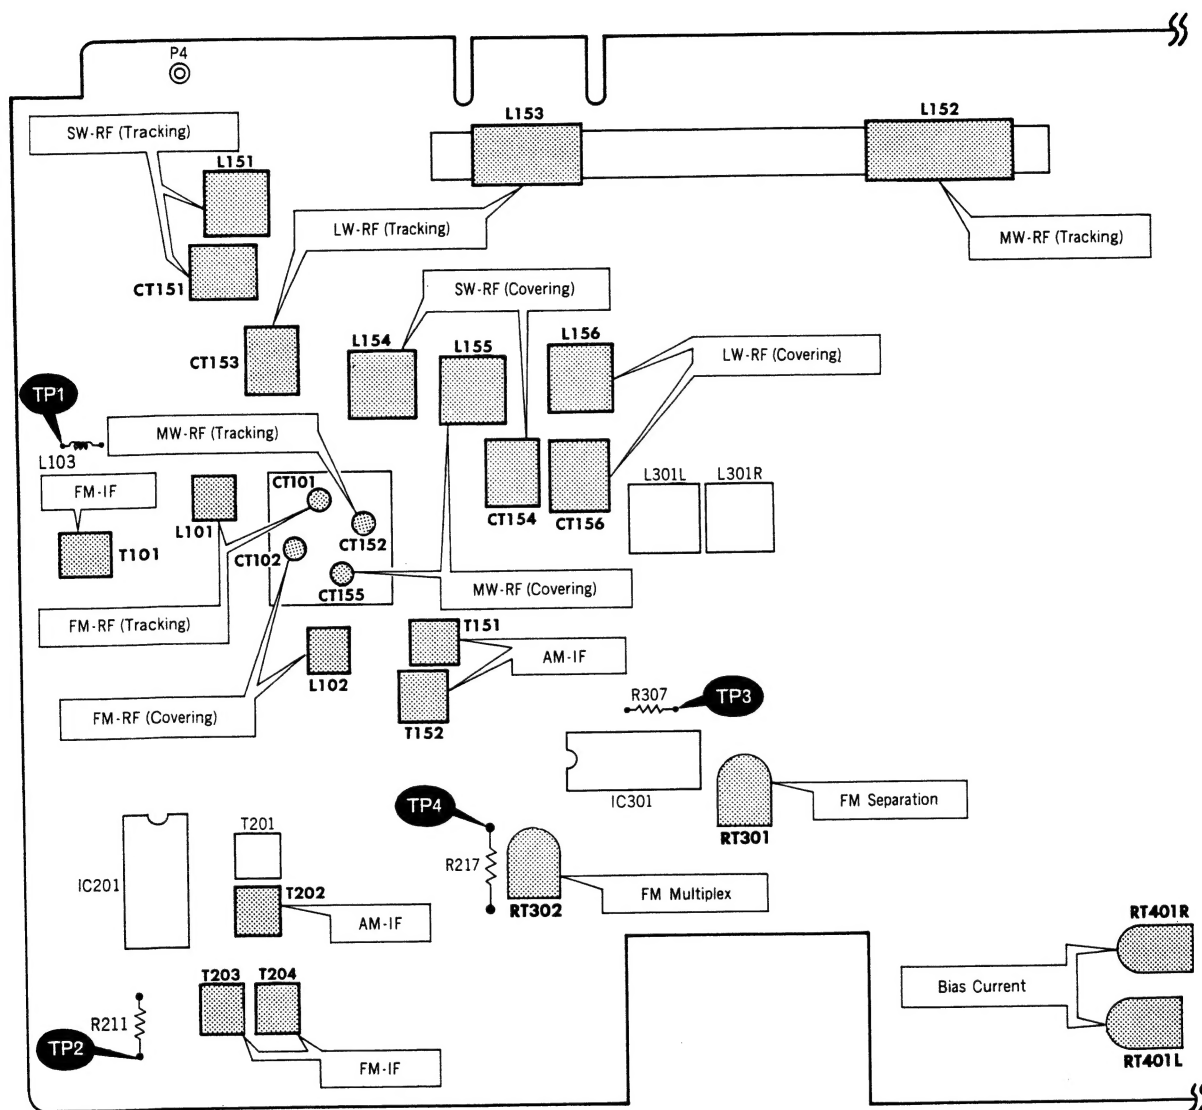 P4
L153
L152
SW-RF (Tracking)
L151
LW-RF (Tracking)
MW-RF (Tracking)
CT151
SW-RF (Covering)
CT153
L154
L155
L156
LW-RF (Covering)
TP1
L103
MW-RF (Tracking)
FM-IF
CT101
L301L
L301R
L101
CT154
CT156
T101
CT102
CT152
CT155
MW-RF (Covering)
FM-RF (Tracking)
T151
AM-IF
L102
FM-RF (Covering)
T152
R307
TP3
IC301
FM Separation
TP4
RT301
T201
R217
IC201
T202
RT302
FM Multiplex
AM-IF
RT401R
T203
T204
Bias Current
R211
TP2
FM-IF
RT401L